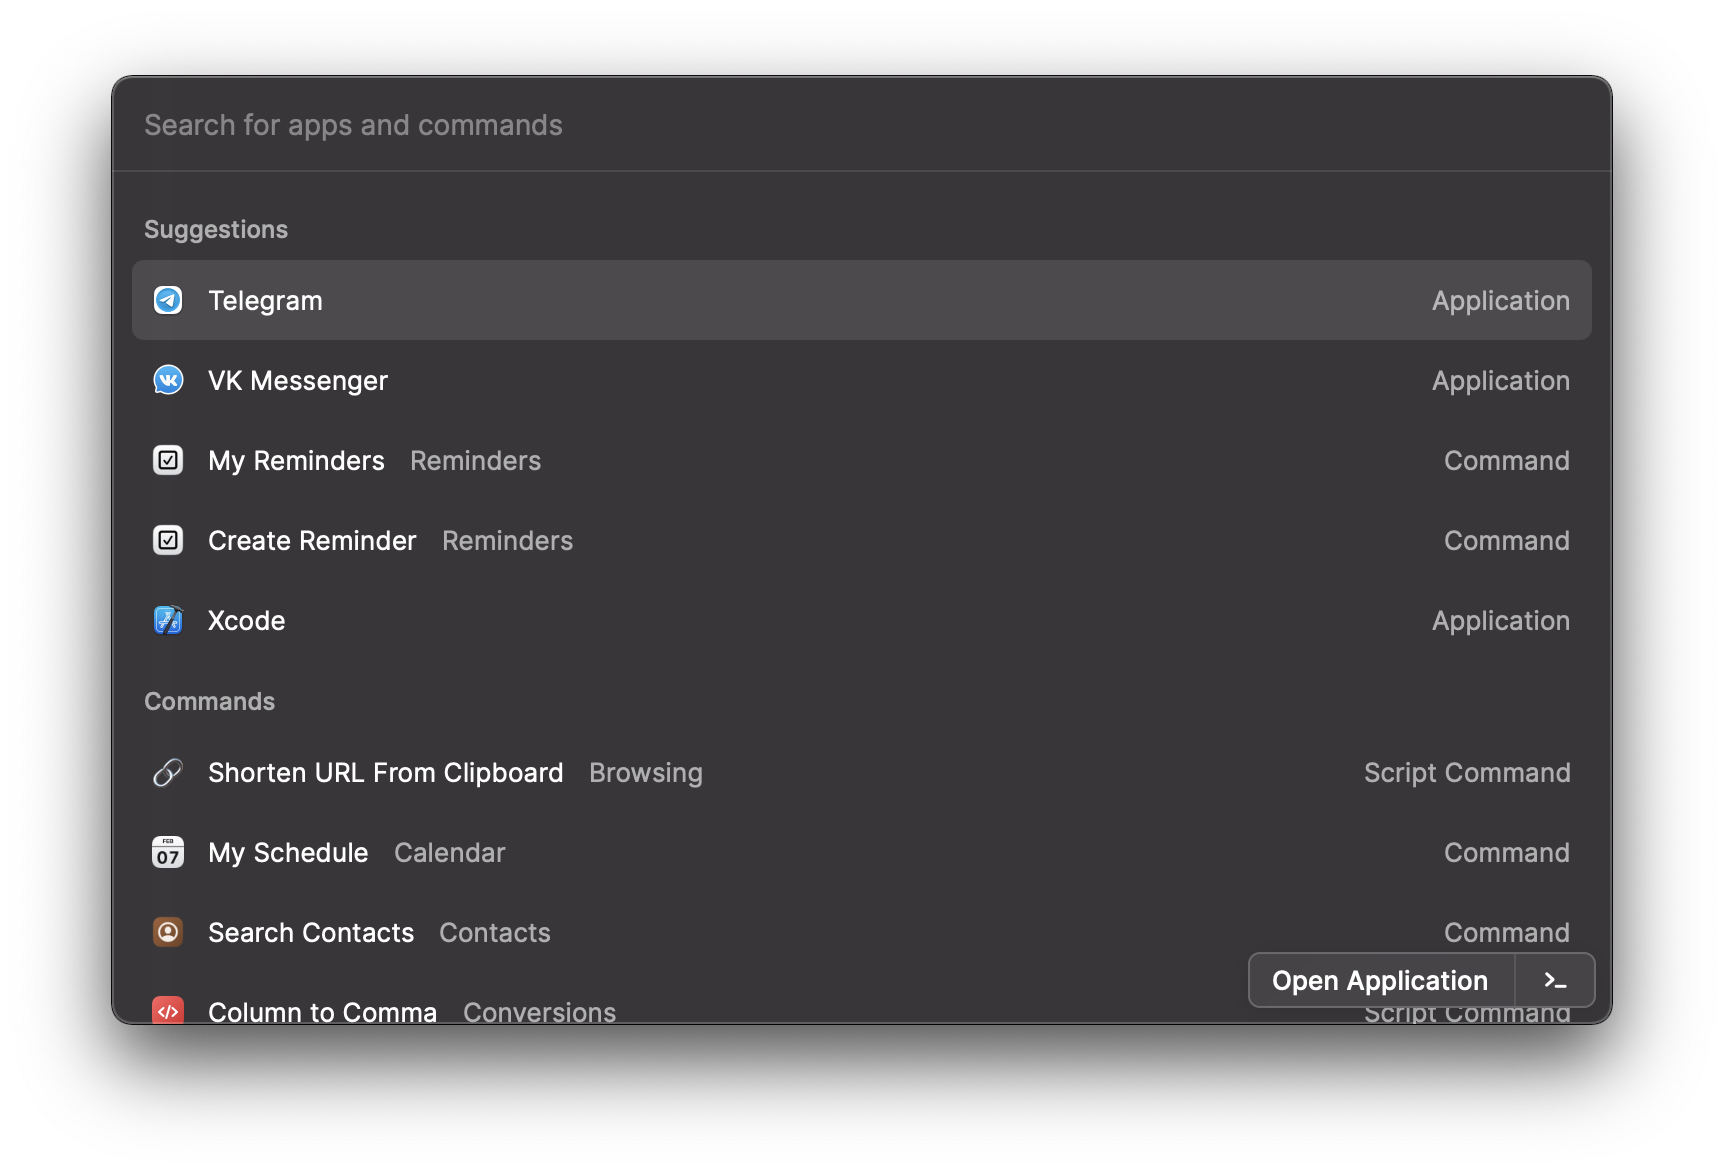 Search for apps and commands
Suggestions
Telegram Application
VK Messenger Application
My Reminders Reminders Command
Create Reminder Reminders Command
Xcode Application
Commands
Shorten URL From Clipboard Browsing Script Command
FEB
07
My Schedule Calendar Command
Search Contacts Contacts Command
Open Application >_
</> Column to Comma Conversions Script Command